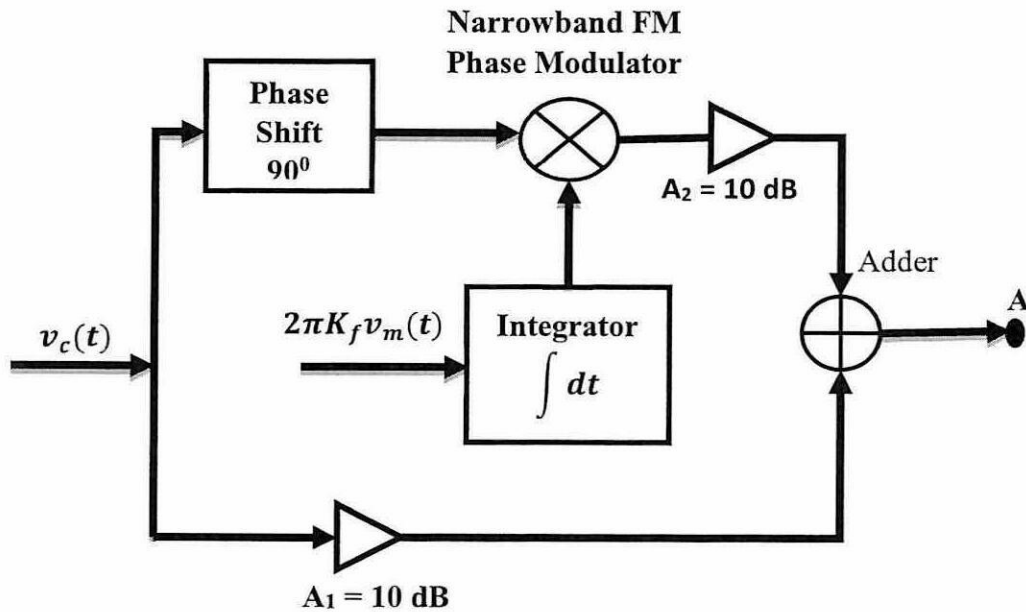 Narrowband FM
Phase Modulator
Phase
Shift
90⁰
A₂ = 10 dB
Adder
A
v_c(t)
2πK_f v_m(t)
Integrator
∫ dt
A₁ = 10 dB